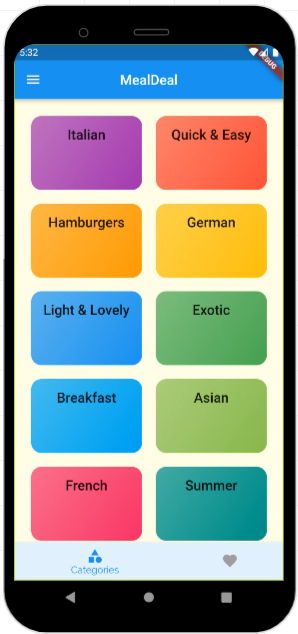 5:32
DEBUG
MealDeal
Italian
Quick & Easy
Hamburgers
German
Light & Lovely
Exotic
Breakfast
Asian
French
Summer
Categories